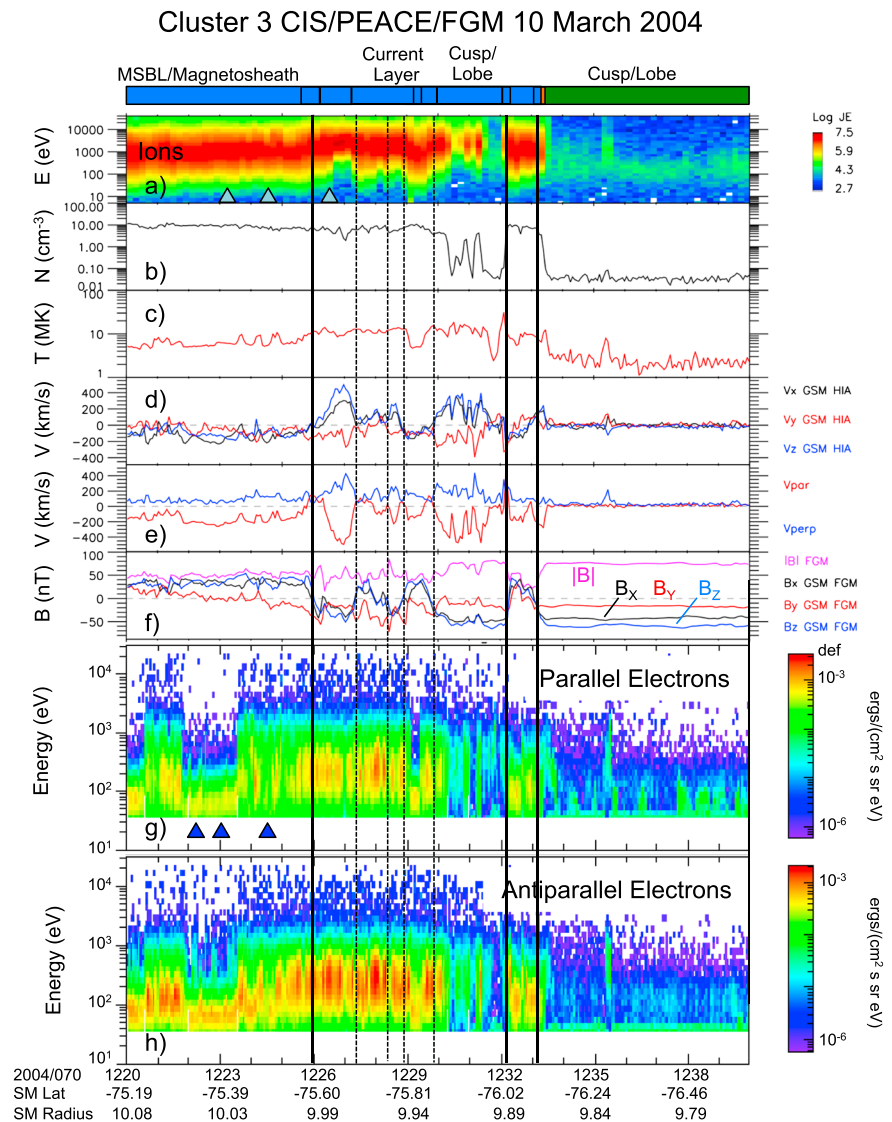 Cluster 3 CIS/PEACE/FGM 10 March 2004
MSBL/Magnetosheath
Current
Layer
Cusp/
Lobe
Cusp/Lobe
E (eV)
10000
1000
100
10
Ions
a)
Log JE
7.5
5.9
4.3
2.7
N (cm-3)
100.00
10.00
1.00
0.10
0.01
b)
T (MK)
100
10
1
c)
V (km/s)
400
200
0
−200
−400
d)
Vx GSM HIA
Vy GSM HIA
Vz GSM HIA
V (km/s)
400
200
0
−200
−400
e)
Vpar
Vperp
B (nT)
100
50
0
−50
f)
|B|
BX BY BZ
|B| FGM
Bx GSM FGM
By GSM FGM
Bz GSM FGM
Energy (eV)
10⁴
10³
10²
10¹
Parallel Electrons
g)
def
10⁻³
10⁻⁶
ergs/(cm² s sr eV)
Energy (eV)
10⁴
10³
10²
10¹
Antiparallel Electrons
h)
10⁻³
10⁻⁶
ergs/(cm² s sr eV)
2004/070 1220 1223 1226 1229 1232 1235 1238
SM Lat -75.19 -75.39 -75.60 -75.81 -76.02 -76.24 -76.46
SM Radius 10.08 10.03 9.99 9.94 9.89 9.84 9.79